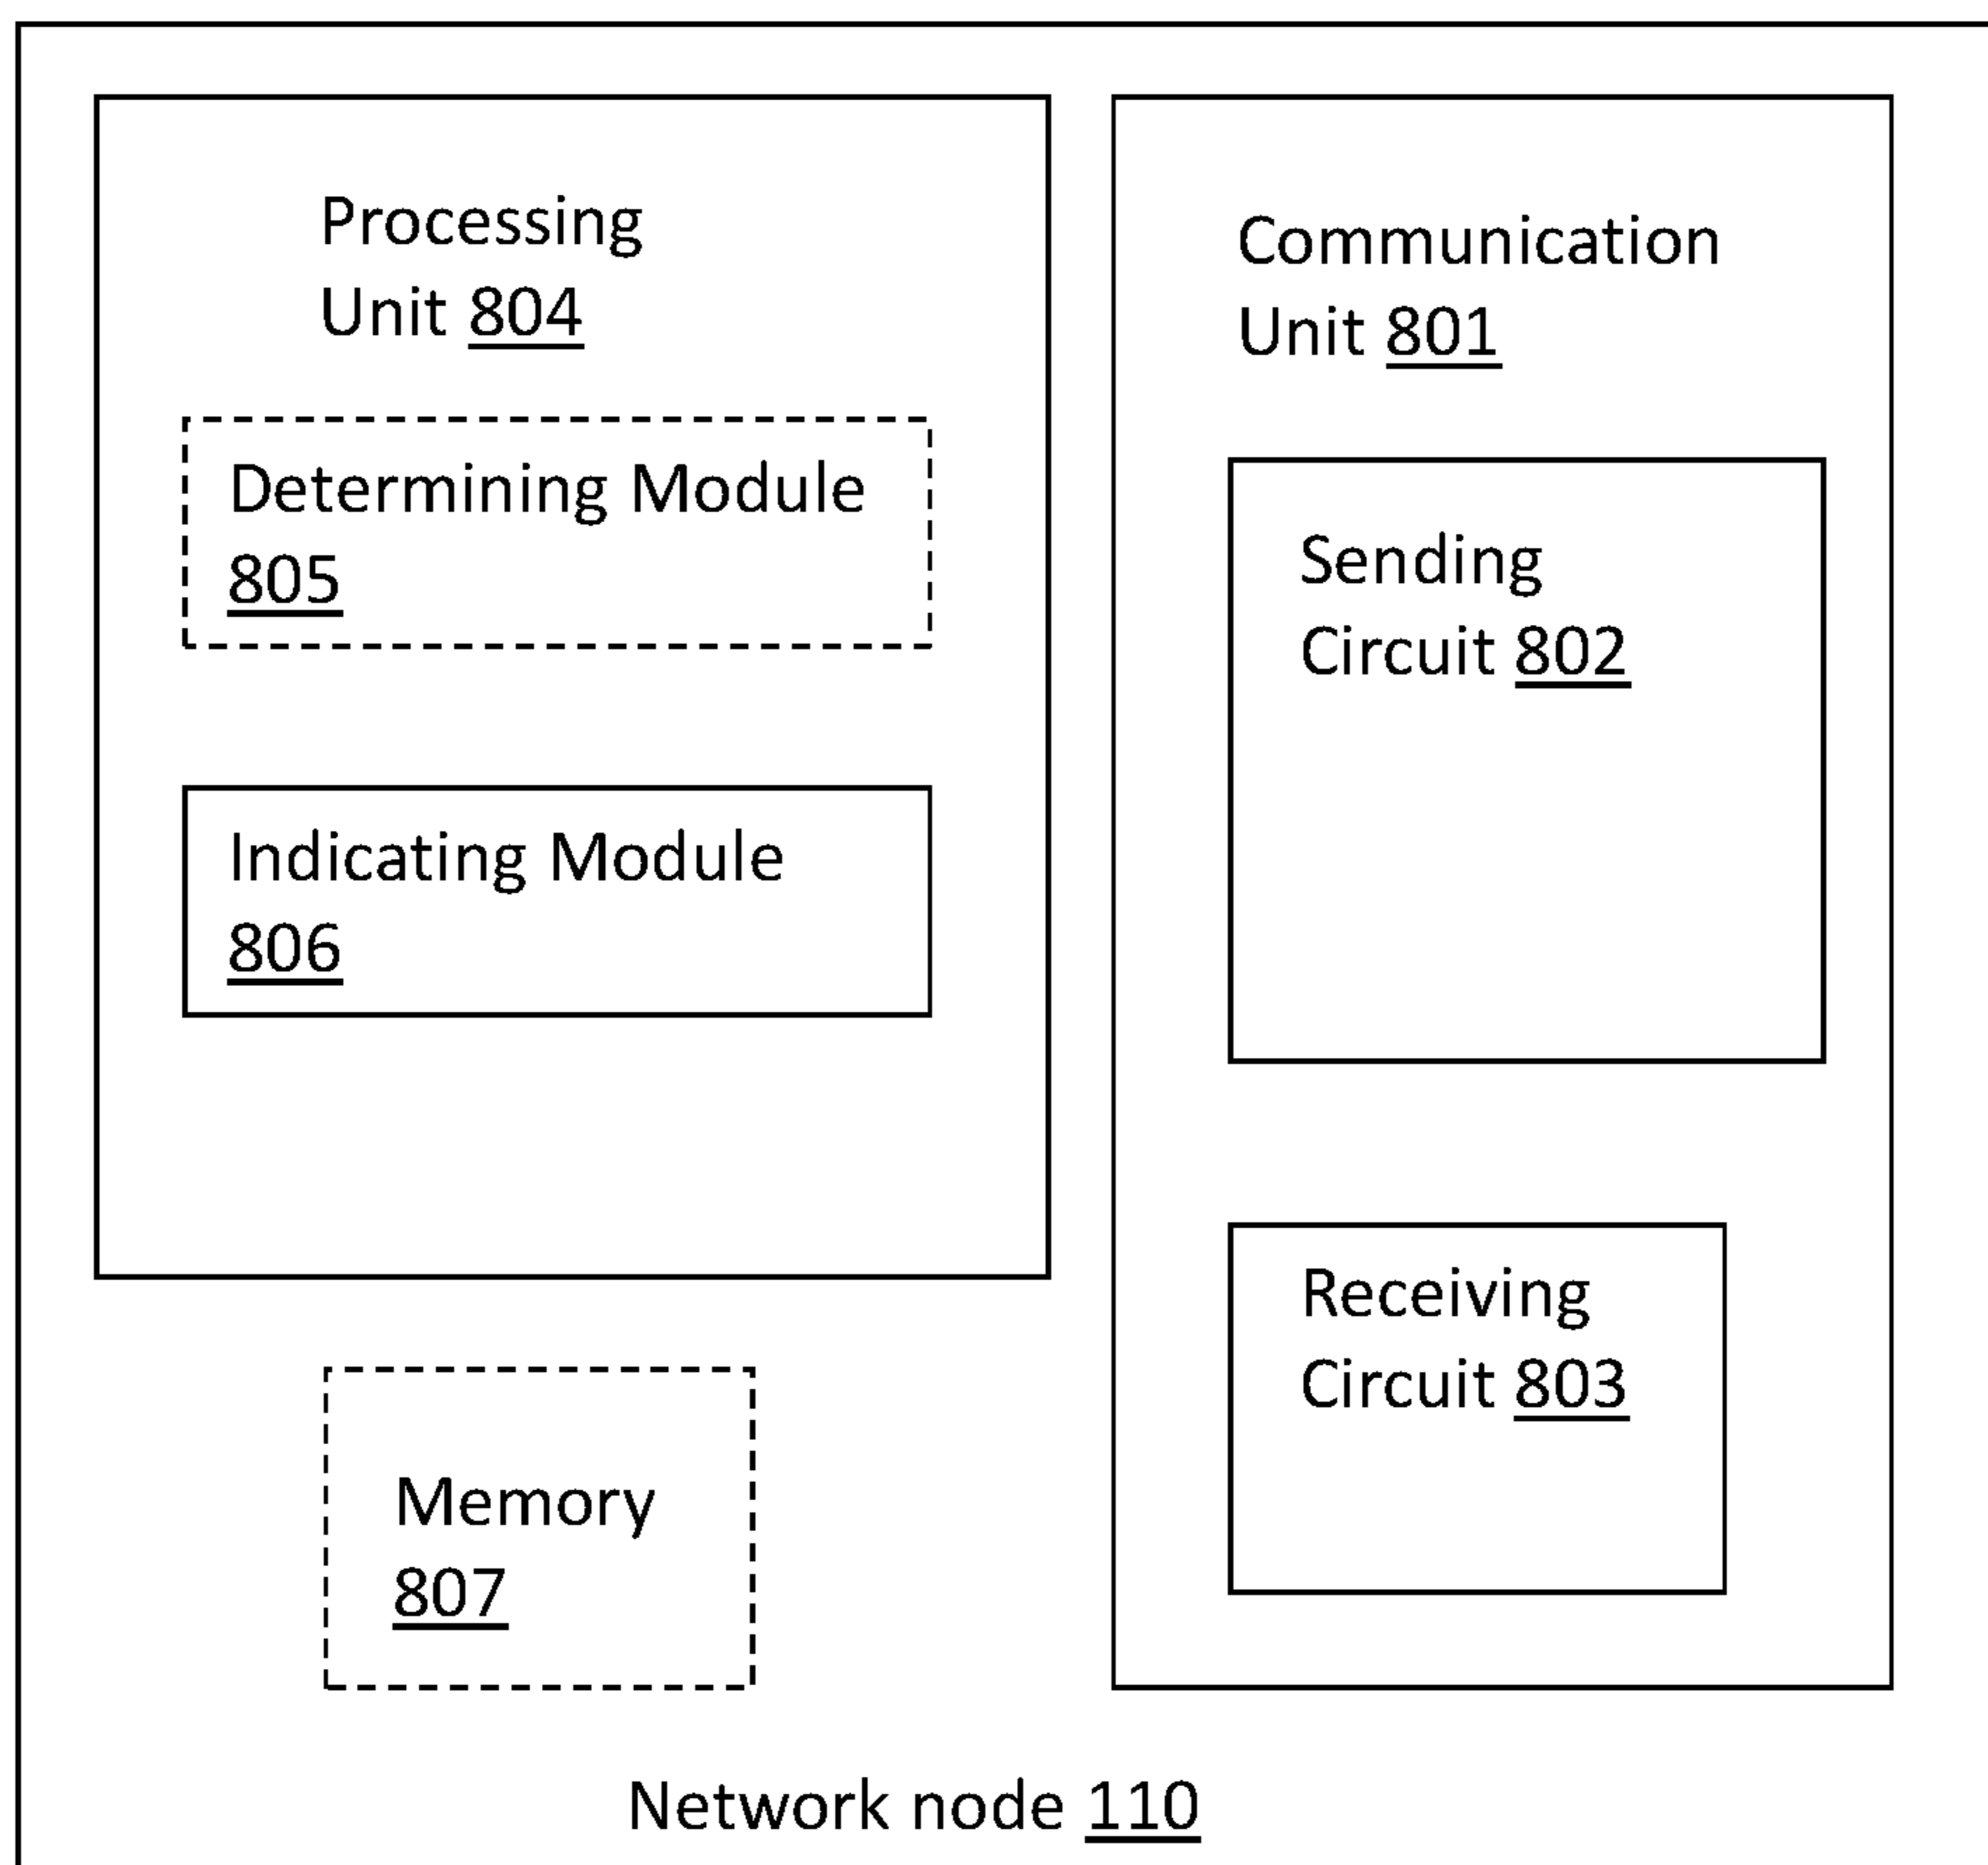 Processing
Unit 804
Determining Module
805
Indicating Module
806
Memory
807
Communication
Unit 801
Sending
Circuit 802
Receiving
Circuit 803
Network node 110